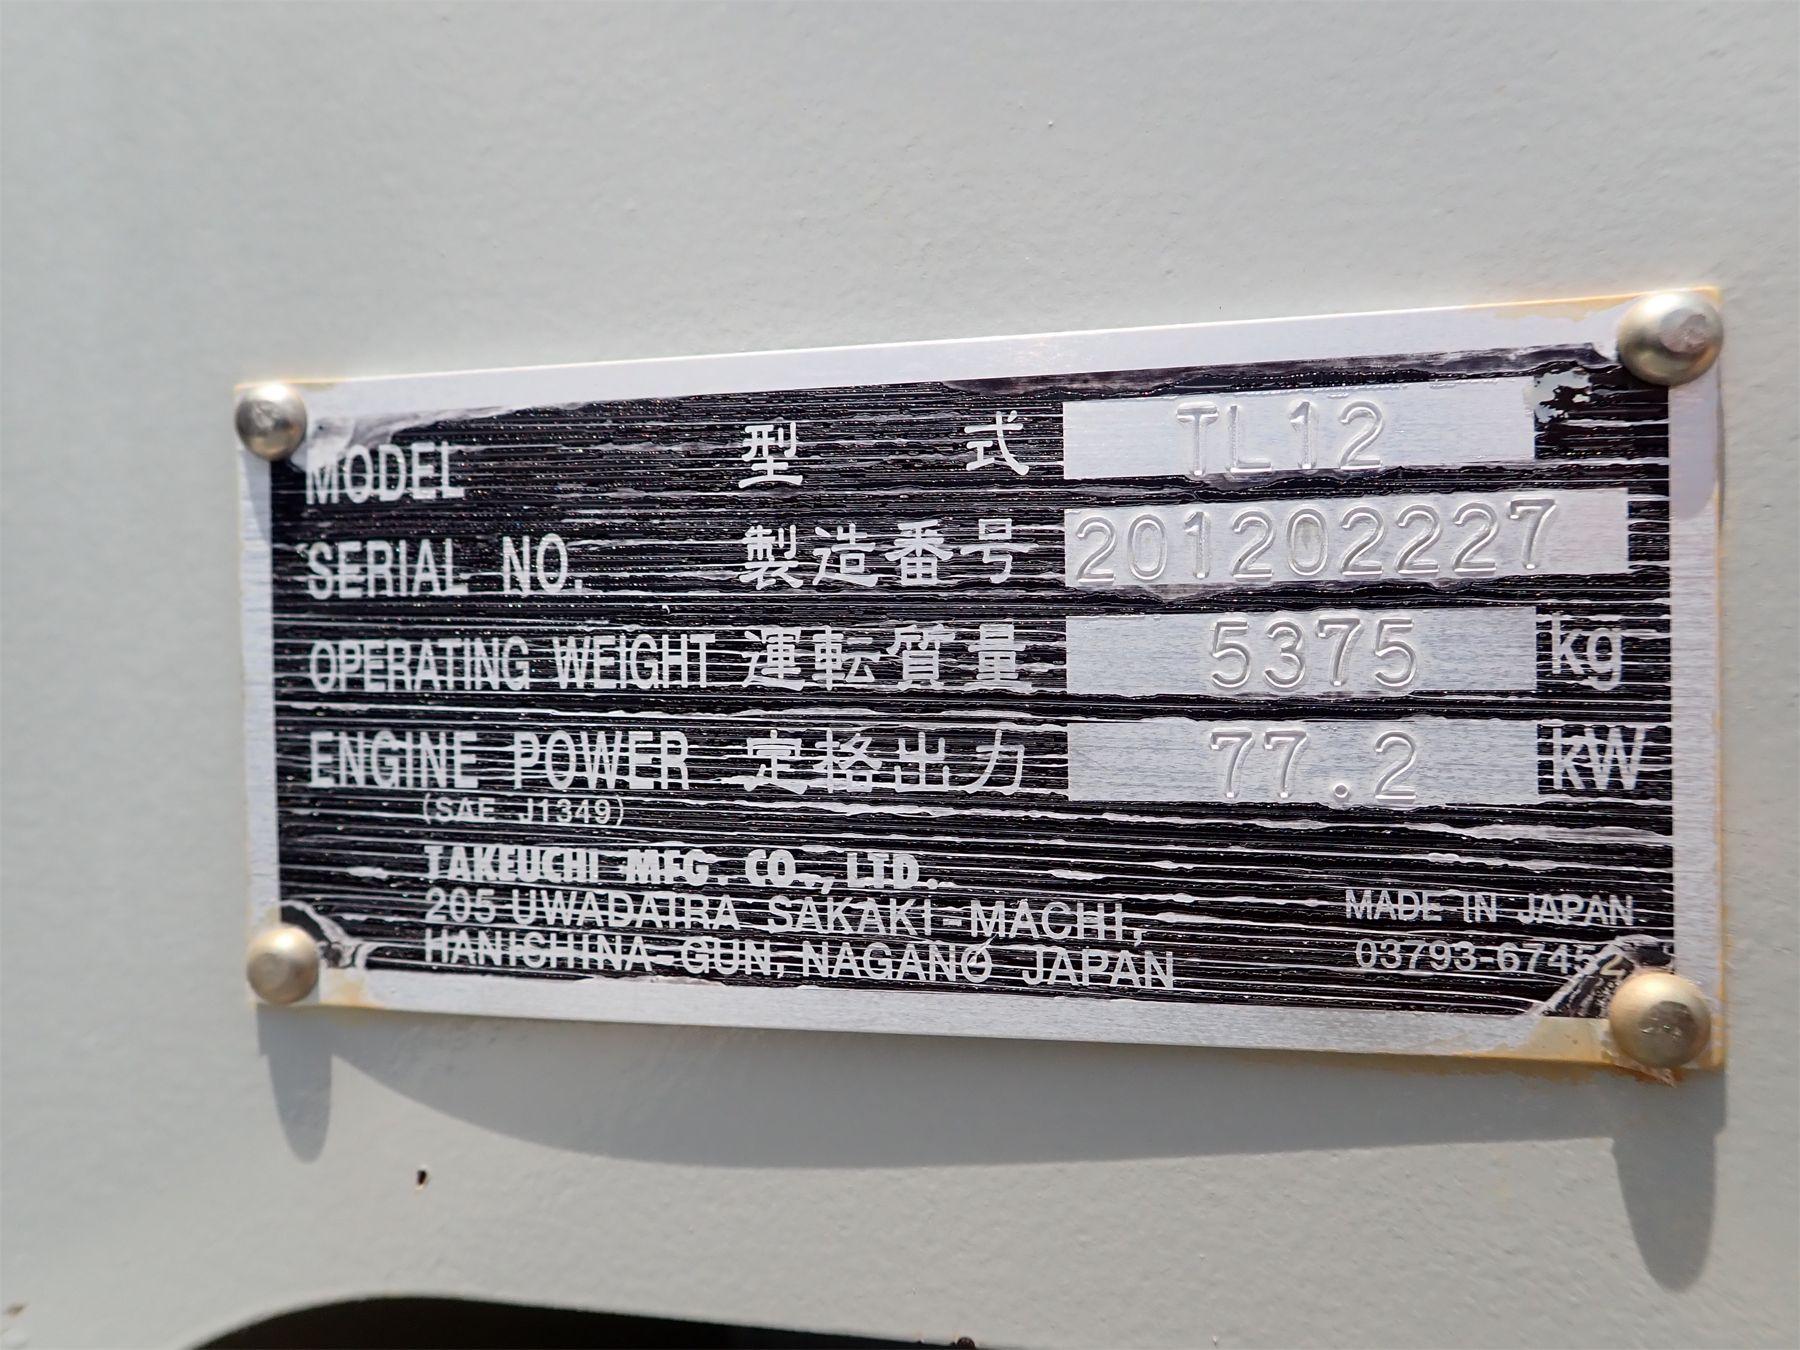 MODEL 型式 TL12
SERIAL NO. 製造番号 201202227
OPERATING WEIGHT 運転質量 5375 kg
ENGINE POWER 定格出力 77.2 kW
(SAE J1349)
TAKEUCHI MFG. CO., LTD.
205 UWADAIRA SAKAKI-MACHI,
HANISHINA-GUN, NAGANO JAPAN
MADE IN JAPAN
03793-67452